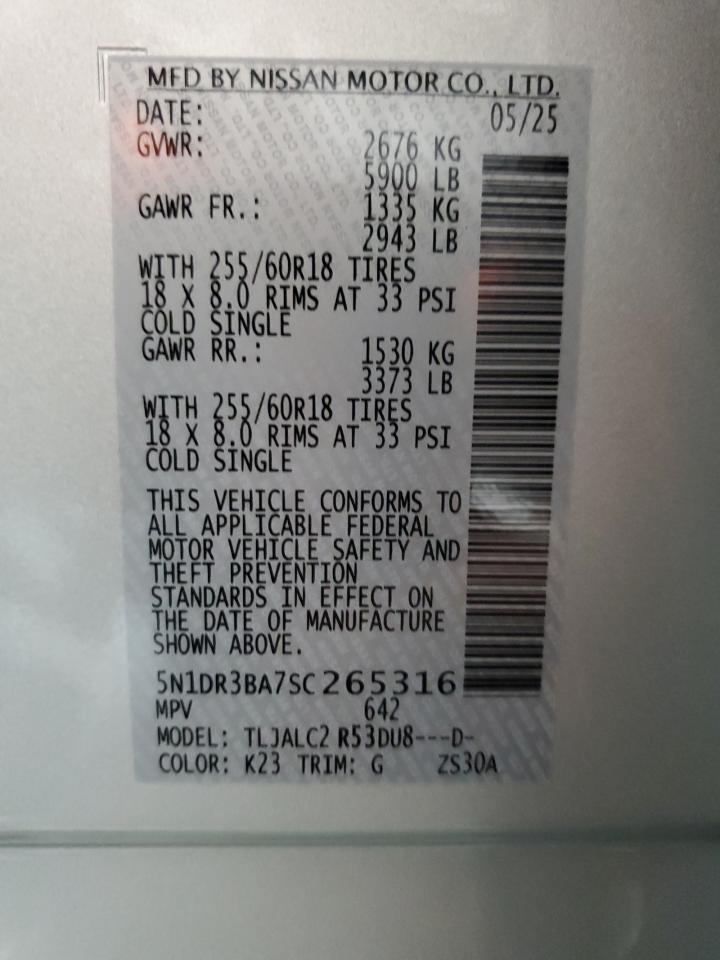 MFD BY NISSAN MOTOR CO., LTD.
DATE: 05/25
GVWR: 2676 KG
5900 LB
GAWR FR.: 1335 KG
2943 LB
WITH 255/60R18 TIRES
18 X 8.0 RIMS AT 33 PSI
COLD SINGLE
GAWR RR.: 1530 KG
3373 LB
WITH 255/60R18 TIRES
18 X 8.0 RIMS AT 33 PSI
COLD SINGLE
THIS VEHICLE CONFORMS TO
ALL APPLICABLE FEDERAL
MOTOR VEHICLE SAFETY AND
THEFT PREVENTION
STANDARDS IN EFFECT ON
THE DATE OF MANUFACTURE
SHOWN ABOVE.
5N1DR3BA7SC265316
MPV 642
MODEL: TLJALC2 R53DU8---D-
COLOR: K23 TRIM: G ZS30A